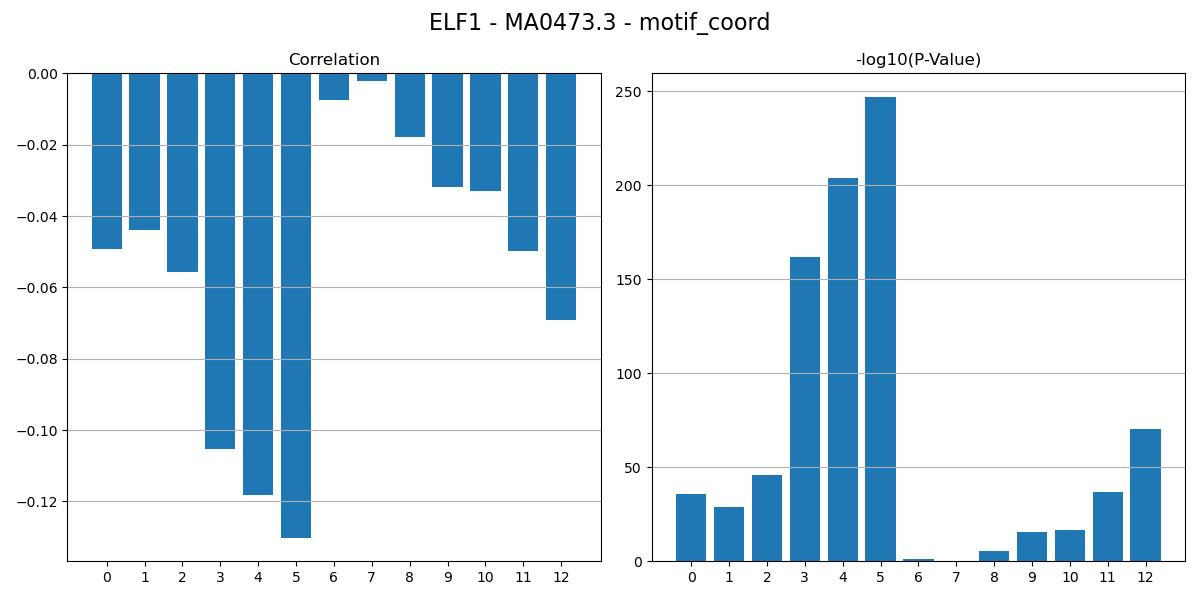 ELF1 - MA0473.3 - motif_coord
Correlation
0.00
−0.02
−0.04
−0.06
−0.08
−0.10
−0.12
0 1 2 3 4 5 6 7 8 9 10 11 12
-log10(P-Value)
250
200
150
100
50
0
0 1 2 3 4 5 6 7 8 9 10 11 12